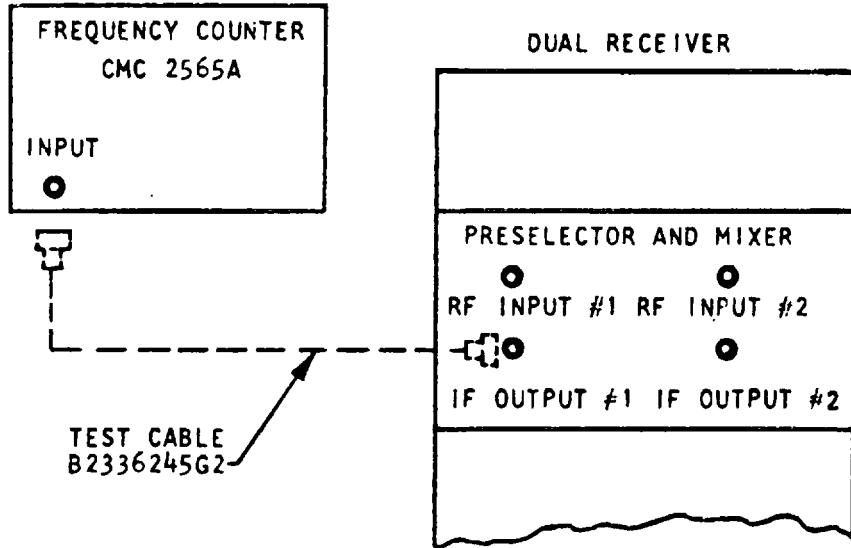 FREQUENCY COUNTER
CMC 2565A
INPUT
DUAL RECEIVER
PRESELECTOR AND MIXER
RF INPUT #1 RF INPUT #2
IF OUTPUT #1 IF OUTPUT #2
TEST CABLE
B2336245G2